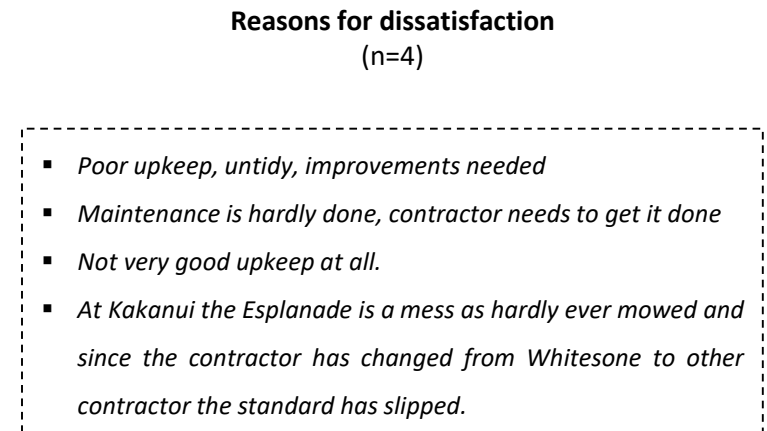 Reasons for dissatisfaction
(n=4)
▪ Poor upkeep, untidy, improvements needed
▪ Maintenance is hardly done, contractor needs to get it done
▪ Not very good upkeep at all.
▪ At Kakanui the Esplanade is a mess as hardly ever mowed and
since the contractor has changed from Whitesone to other
contractor the standard has slipped.